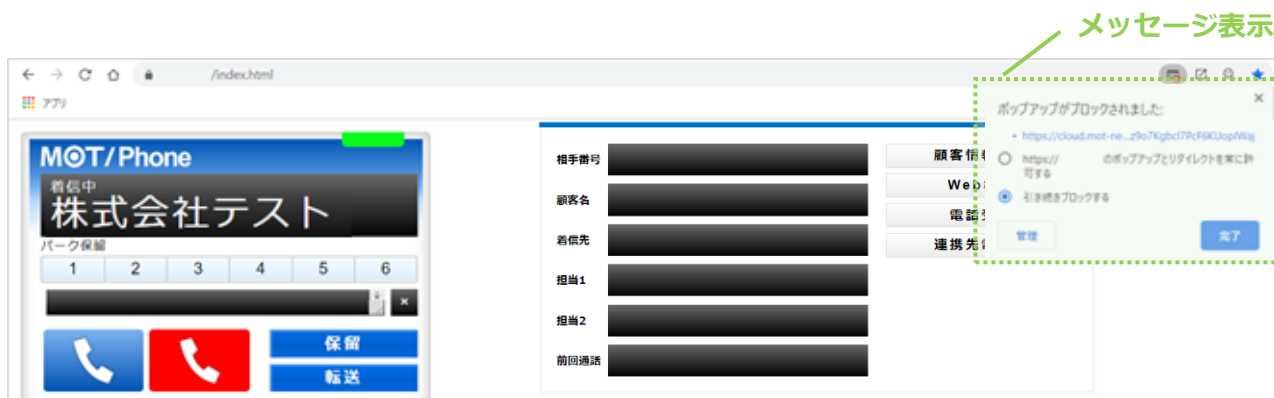 メッセージ表示
/index.html
アプリ
ポップアップがブロックされました:
https://cloud.mot-ne...z9o7KgbcI7PcF6KUopIWaj
https:// のポップアップとリダイレクトを常に許
可する
引き続きブロックする
管理
完了
MOT/Phone
着信中
株式会社テスト
パーク保留
1 2 3 4 5 6
×
保留
転送
相手番号
顧客名
着信先
担当1
担当2
前回通話
顧客情
Web
電話
連携先